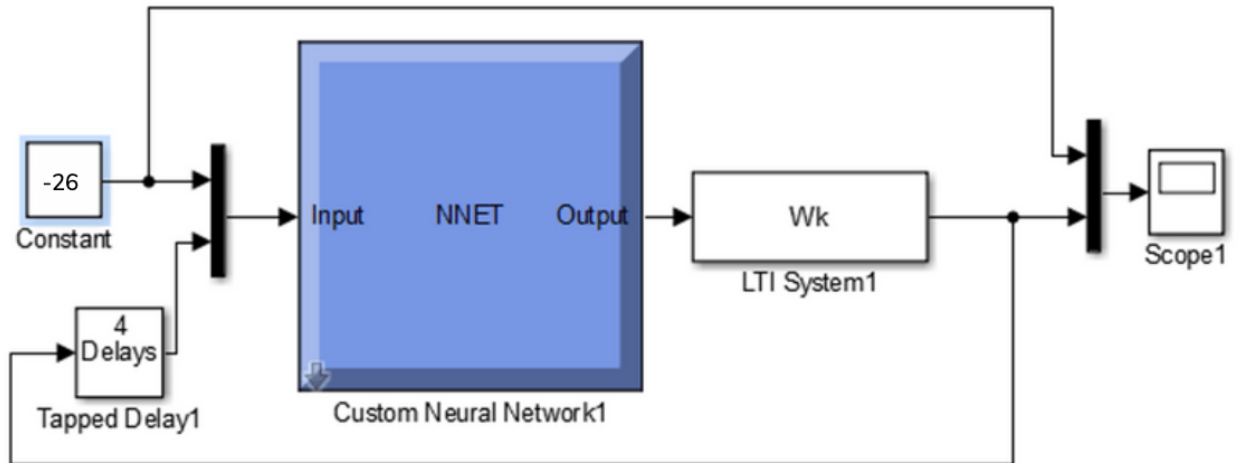 -26
Constant
4
Delays
Tapped Delay1
Input NNET Output
Custom Neural Network1
Wk
LTI System1
Scope1